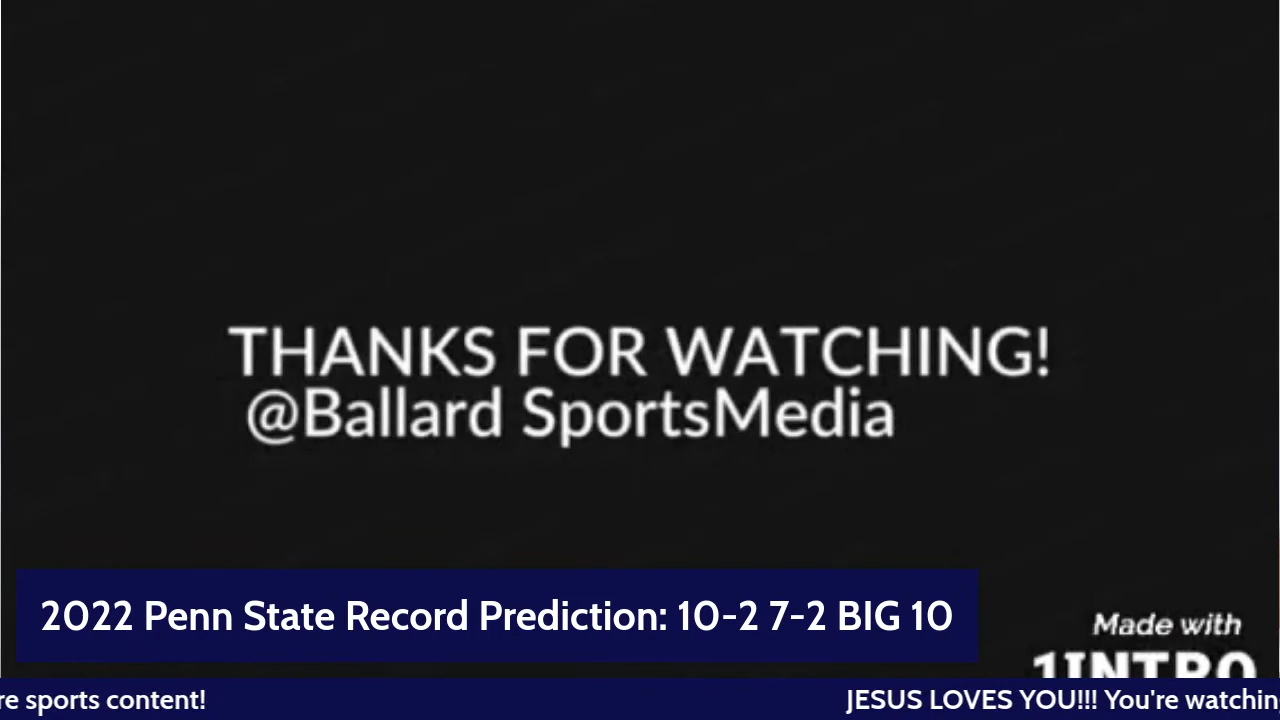 THANKS FOR WATCHING!
@Ballard SportsMedia
2022 Penn State Record Prediction: 10-2 7-2 BIG 10
Made with
1INTRO
re sports content!
JESUS LOVES YOU!!! You're watchin